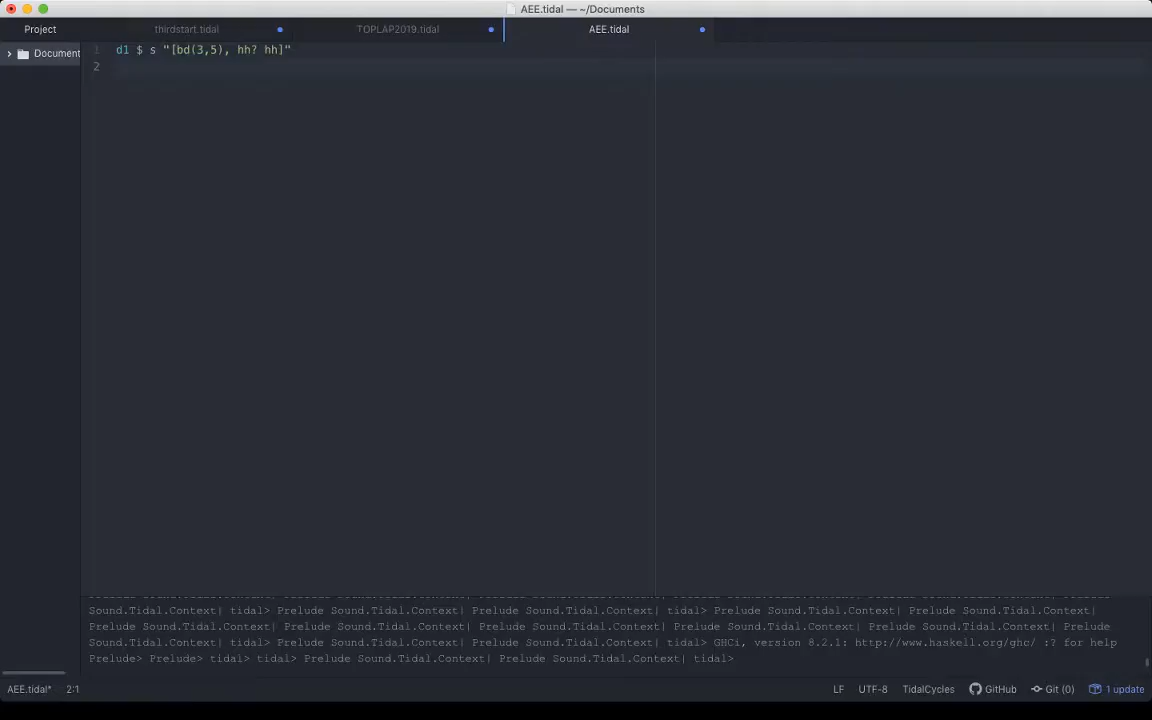 AEE.tidal — ~/Documents
Project
thirdstart.tidal
TOPLAP2019.tidal
AEE.tidal
Document
1 d1 $ s "[bd(3,5), hh? hh]"
2
Sound.Tidal.Context| tidal> Prelude Sound.Tidal.Context| Prelude Sound.Tidal.Context| tidal> Prelude Sound.Tidal.Context| Prelude Sound.Tidal.Context|
Prelude Sound.Tidal.Context| Prelude Sound.Tidal.Context| Prelude Sound.Tidal.Context| Prelude Sound.Tidal.Context| Prelude Sound.Tidal.Context| Prelude
Sound.Tidal.Context| tidal> Prelude Sound.Tidal.Context| Prelude Sound.Tidal.Context| tidal> GHCi, version 8.2.1: http://www.haskell.org/ghc/ :? for help
Prelude> Prelude> tidal> tidal> Prelude Sound.Tidal.Context| Prelude Sound.Tidal.Context| tidal>
AEE.tidal* 2:1 LF UTF-8 TidalCycles GitHub Git (0) 1 update